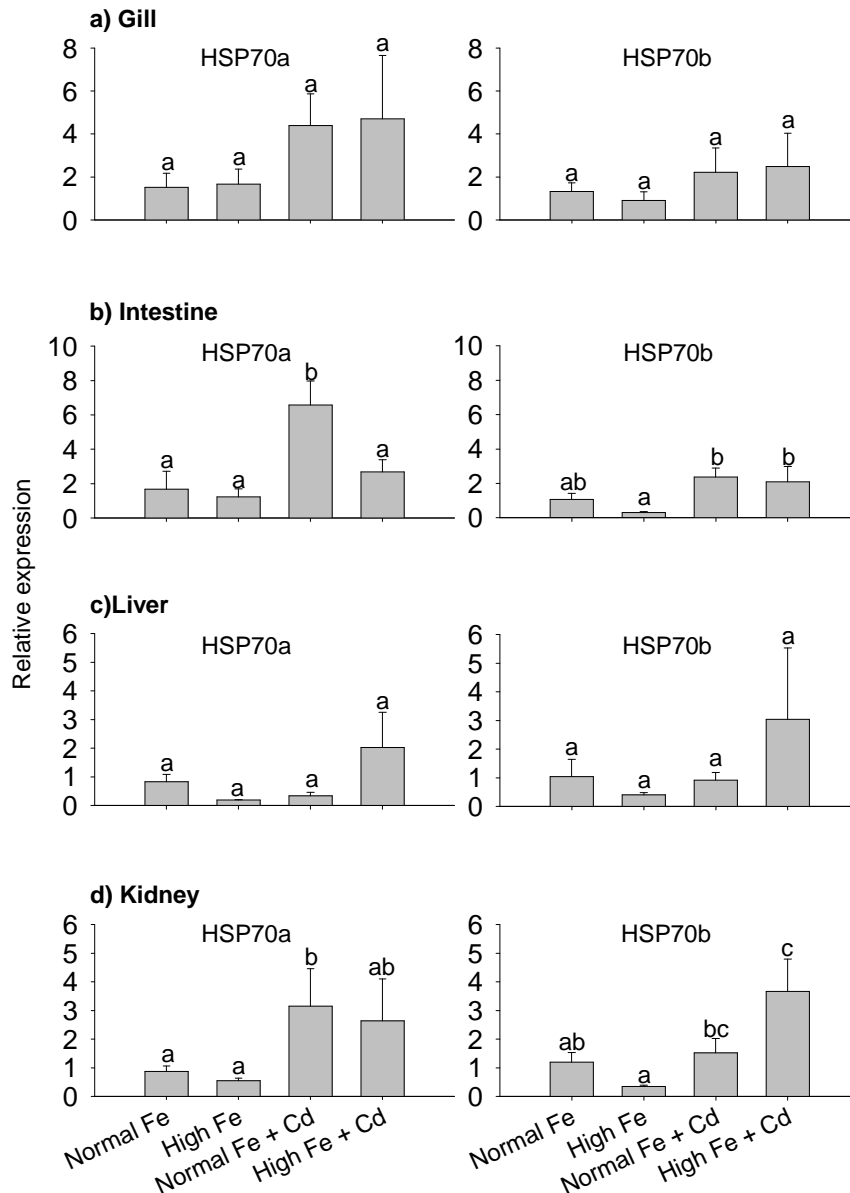 a) Gill
HSP70a
8
6
4
2
0
a
a
a
a
HSP70b
8
6
4
2
0
a
a
a
a
b) Intestine
HSP70a
10
8
6
4
2
0
a
a
b
a
HSP70b
10
8
6
4
2
0
ab
a
b
b
Relative expression
c)Liver
HSP70a
6
5
4
3
2
1
0
a
a
a
a
HSP70b
6
5
4
3
2
1
0
a
a
a
a
d) Kidney
HSP70a
6
5
4
3
2
1
0
a
a
b
ab
Normal Fe
High Fe
Normal Fe + Cd
High Fe + Cd
HSP70b
6
5
4
3
2
1
0
ab
a
bc
c
Normal Fe
High Fe
Normal Fe + Cd
High Fe + Cd